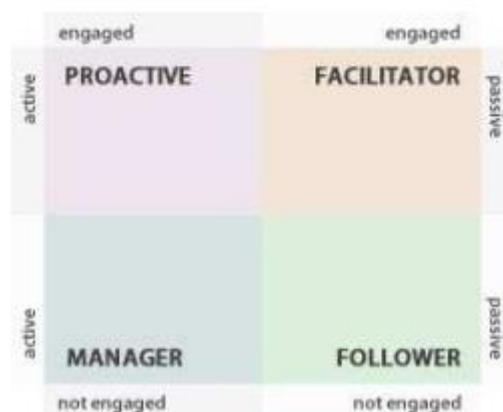 engaged engaged
active PROACTIVE FACILITATOR passive
active MANAGER FOLLOWER passive
not engaged not engaged